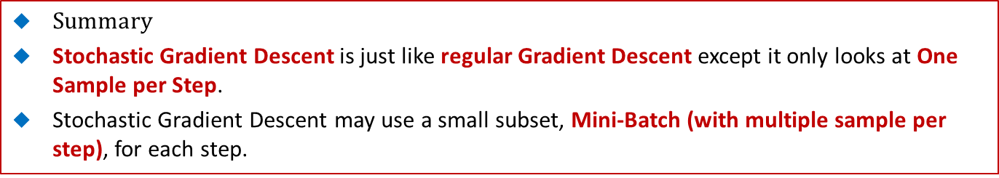 Summary
Stochastic Gradient Descent is just like regular Gradient Descent except it only looks at One
Sample per Step.
Stochastic Gradient Descent may use a small subset, Mini-Batch (with multiple sample per
step), for each step.